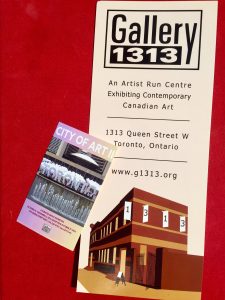 Gallery
1313
An Artist Run Centre
Exhibiting Contemporary
Canadian Art
1313 Queen Street W
Toronto, Ontario
www.g1313.org
1 3 1 3
CITY OF ART II